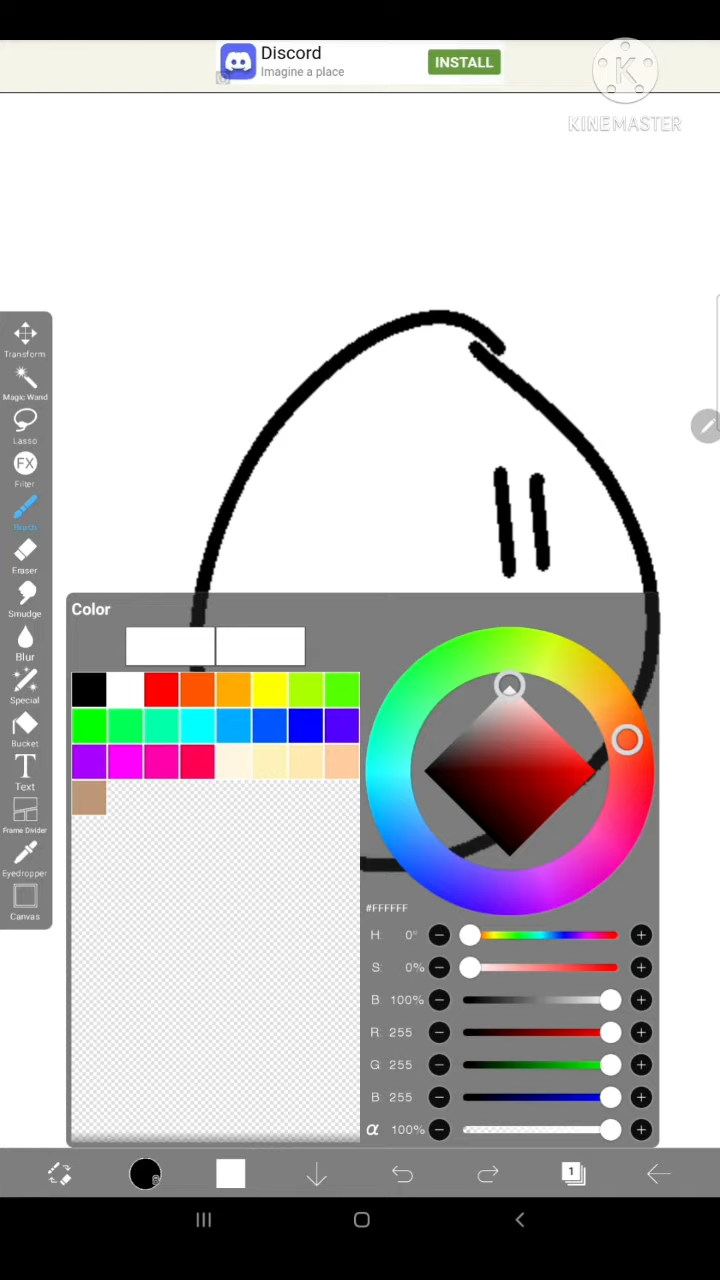 Discord
Imagine a place
INSTALL
K
KINEMASTER
Transform
Magic Wand
Lasso
FX
Filter
Brush
Eraser
Smudge
Blur
Special
Bucket
T
Text
Frame Divider
Eyedropper
Canvas
Color
#FFFFFF
H: 0°
S: 0%
B: 100%
R: 255
G: 255
B: 255
α 100%
1